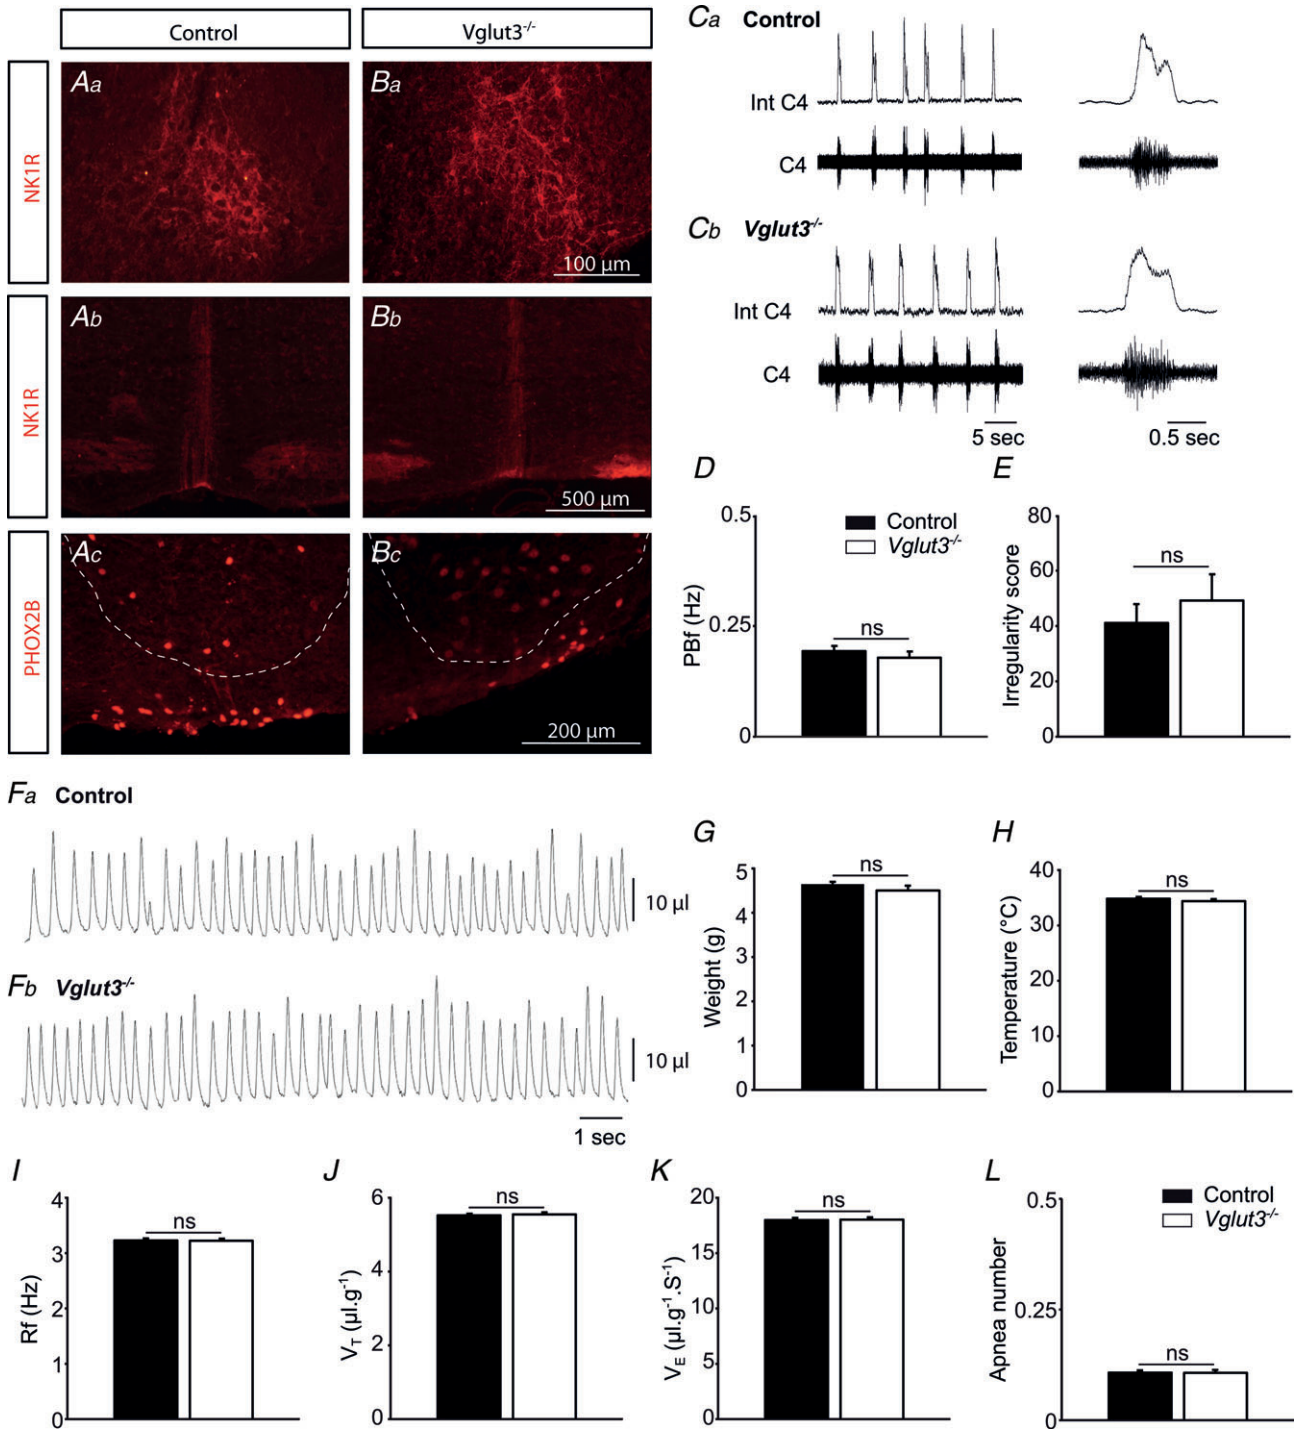 Control
Vglut3-/-
Ca Control
Int C4
C4
Cb Vglut3-/-
Int C4
C4
5 sec
0.5 sec
NK1R
Aa
Ba
100 µm
NK1R
Ab
Bb
500 µm
PHOX2B
Ac
Bc
200 µm
D
0.5
0.25
0
PBf (Hz)
Control
Vglut3-/-
ns
E
80
60
40
20
0
Irregularity score
ns
Fa Control
10 µl
Fb Vglut3-/-
10 µl
1 sec
G
5
4
3
2
1
0
Weight (g)
ns
H
40
30
20
10
0
Temperature (°C)
ns
I
4
3
2
1
0
Rf (Hz)
ns
J
6
4
2
0
VT (µl.g-1)
ns
K
20
15
10
5
0
VE (µl.g-1.S-1)
ns
L
0.5
0.25
0
Apnea number
Control
Vglut3-/-
ns